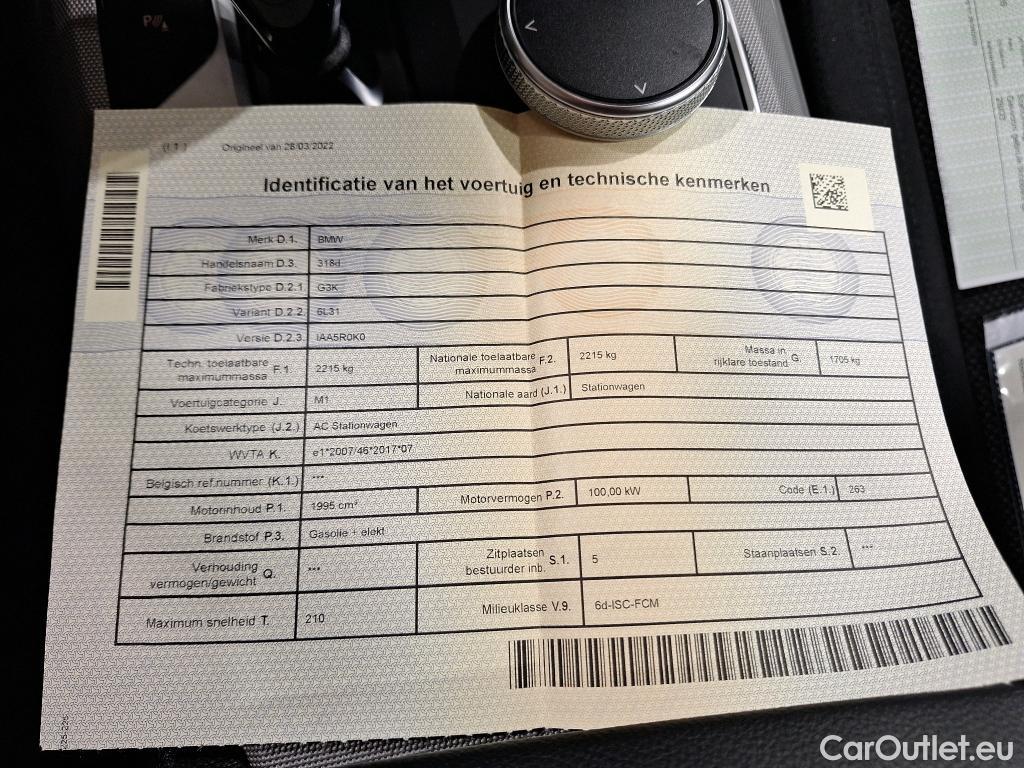 P
(I.1.) Origineel van 28/03/2022
Identificatie van het voertuig en technische kenmerken
Merk D.1. BMW
Handelsnaam D.3. 318d
Fabriekstype D.2.1. G3K
Variant D.2.2. 6L31
Versie D.2.3. IAA5R0K0
Techn. toelaatbare maximummassa F.1. 2215 kg Nationale toelaatbare maximummassa F.2. 2215 kg Massa in rijklare toestand G. 1705 kg
Voertuigcategorie J. M1 Nationale aard (J.1.) Stationwagen
Koetswerktype (J.2.) AC Stationwagen
WVTA K. e1*2007/46*2017*07
Belgisch ref.nummer (K.1.) ***
Motorinhoud P.1. 1995 cm³ Motorvermogen P.2. 100,00 kW Code (E.1.) 263
Brandstof P.3. Gasolie + elekt
Verhouding vermogen/gewicht Q. *** Zitplaatsen bestuurder inb. S.1. 5 Staanplaatsen S.2. ***
Maximum snelheid T. 210 Milieuklasse V.9. 6d-ISC-FCM
CarOutlet.eu